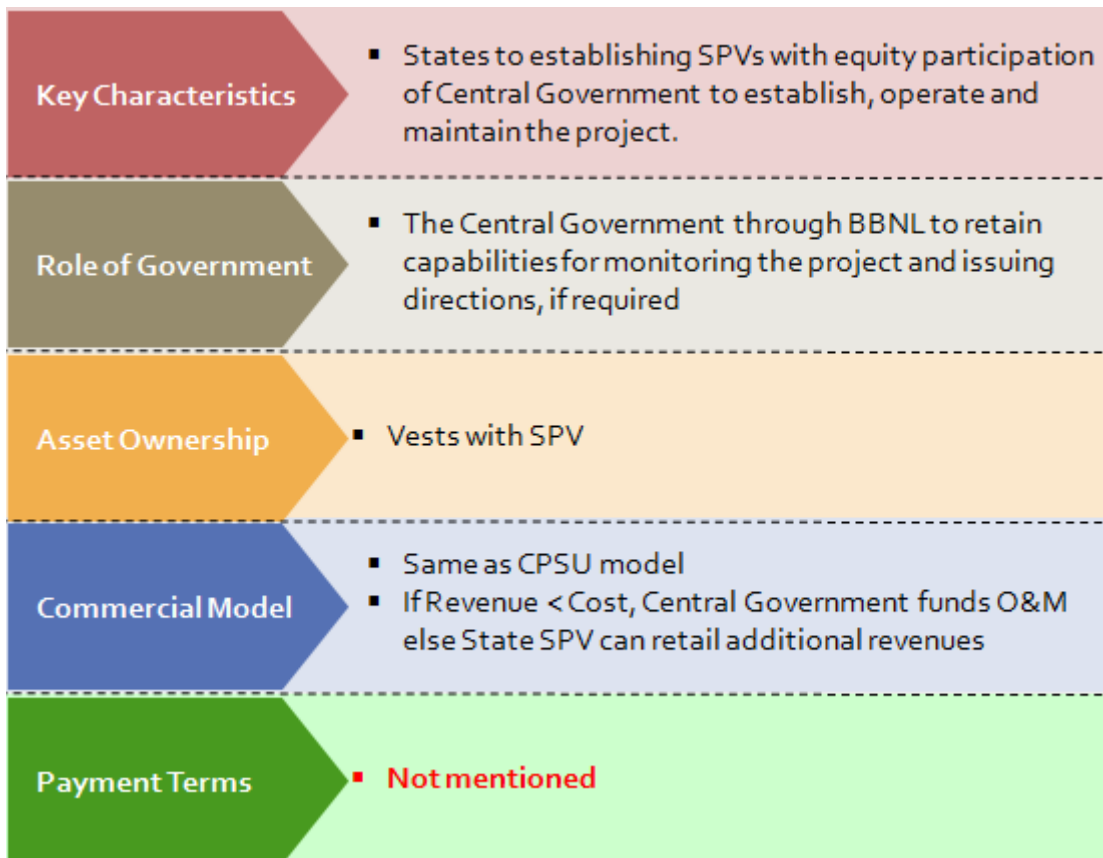 Key Characteristics
▪ States to establishing SPVs with equity participation
of Central Government to establish, operate and
maintain the project.
Role of Government
▪ The Central Government through BBNL to retain
capabilities for monitoring the project and issuing
directions, if required
Asset Ownership
▪ Vests with SPV
Commercial Model
▪ Same as CPSU model
▪ If Revenue < Cost, Central Government funds O&M
else State SPV can retail additional revenues
Payment Terms
▪ Not mentioned